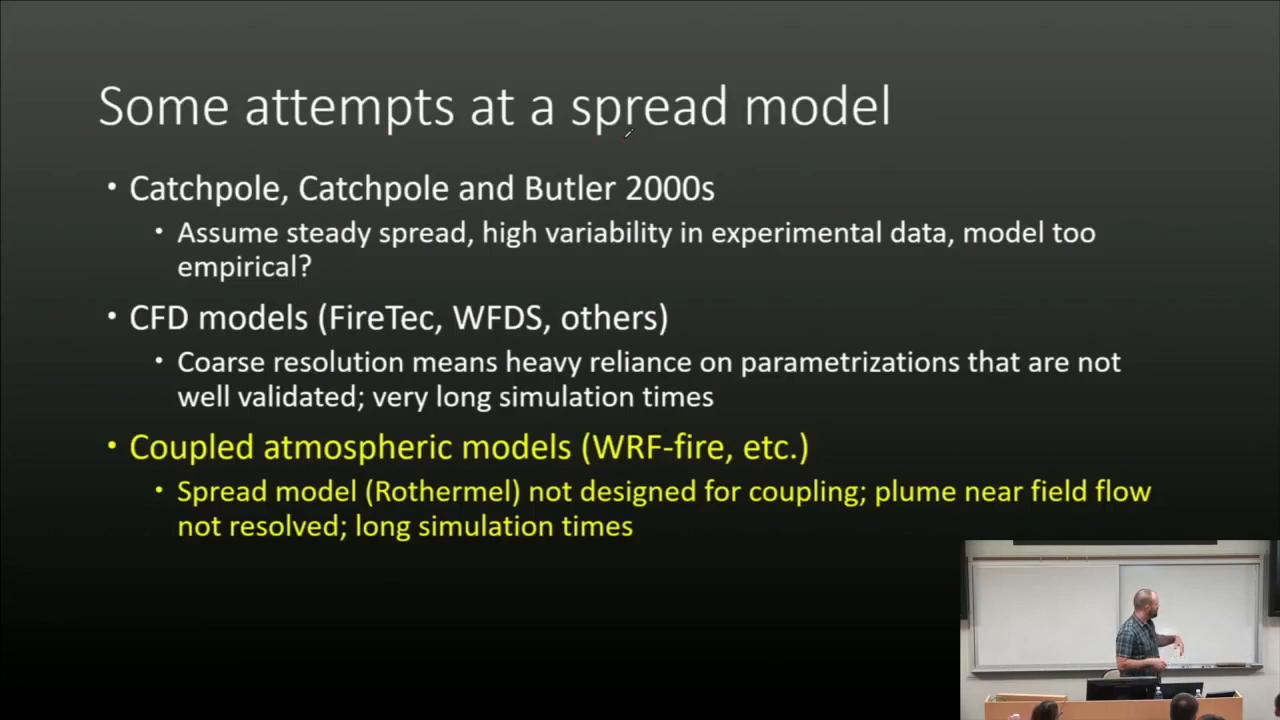 Some attempts at a spread model
• Catchpole, Catchpole and Butler 2000s
• Assume steady spread, high variability in experimental data, model too
empirical?
• CFD models (FireTec, WFDS, others)
• Coarse resolution means heavy reliance on parametrizations that are not
well validated; very long simulation times
• Coupled atmospheric models (WRF-fire, etc.)
• Spread model (Rothermel) not designed for coupling; plume near field flow
not resolved; long simulation times